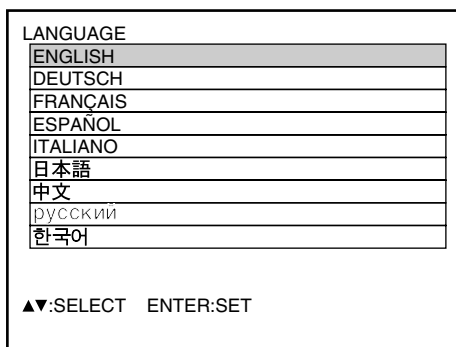 LANGUAGE
ENGLISH
DEUTSCH
FRANÇAIS
ESPAÑOL
ITALIANO
日本語
中文
русский
한국어
▲▼:SELECT ENTER:SET